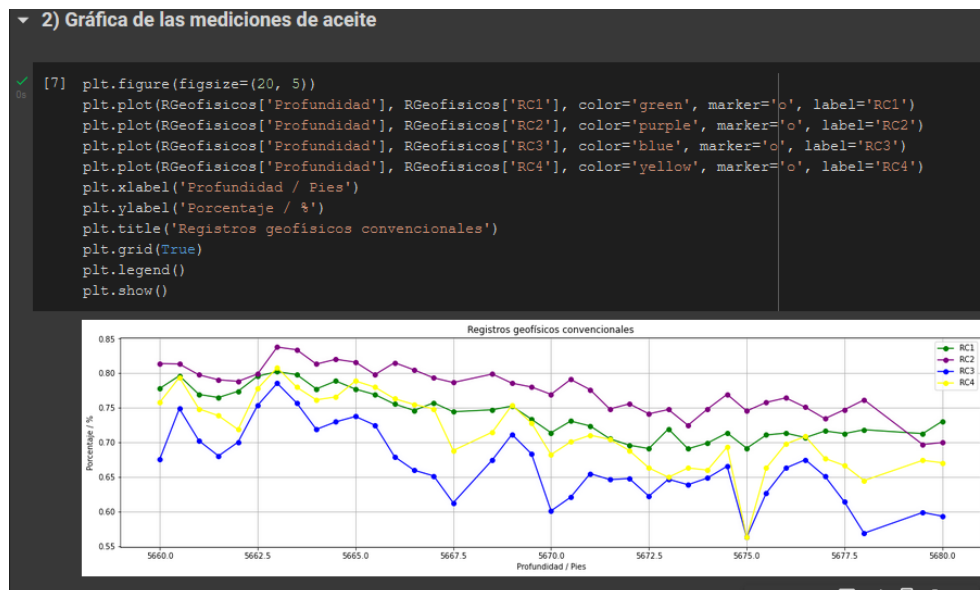 2) Gráfica de las mediciones de aceite
[7] plt.figure(figsize=(20, 5))
0s
plt.plot(RGeofisicos['Profundidad'], RGeofisicos['RC1'], color='green', marker='o', label='RC1')
plt.plot(RGeofisicos['Profundidad'], RGeofisicos['RC2'], color='purple', marker='o', label='RC2')
plt.plot(RGeofisicos['Profundidad'], RGeofisicos['RC3'], color='blue', marker='o', label='RC3')
plt.plot(RGeofisicos['Profundidad'], RGeofisicos['RC4'], color='yellow', marker='o', label='RC4')
plt.xlabel('Profundidad / Pies')
plt.ylabel('Porcentaje / %')
plt.title('Registros geofísicos convencionales')
plt.grid(True)
plt.legend()
plt.show()
Registros geofísicos convencionales
RC1
RC2
RC3
RC4
Porcentaje / %
0.85
0.80
0.75
0.70
0.65
0.60
0.55
5660.0 5662.5 5665.0 5667.5 5670.0 5672.5 5675.0 5677.5 5680.0
Profundidad / Pies